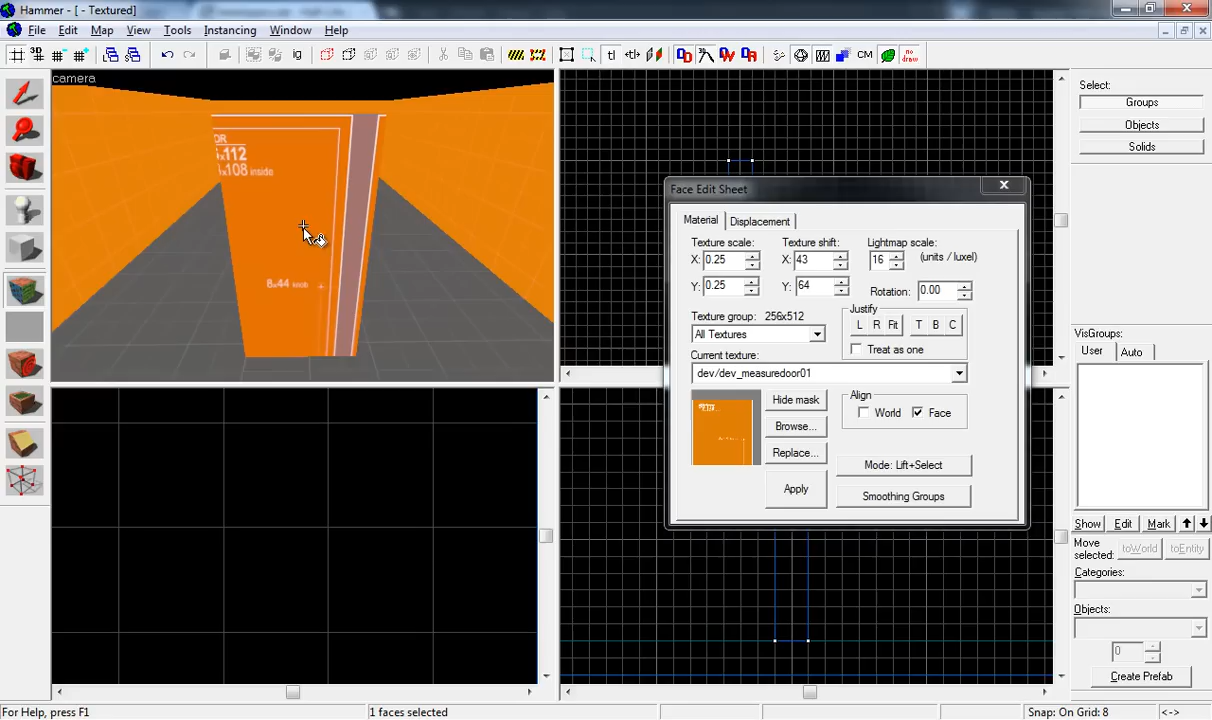 Hammer - [ - Textured]
File Edit Map View Tools Instancing Window Help
camera
OR
x112
x108 inside
8x44 knob
Face Edit Sheet
Material Displacement
Texture scale: Texture shift: Lightmap scale:
X: 0.25 X: 43 16 (units / luxel)
Y: 0.25 Y: 64 Rotation: 0.00
Texture group: 256x512 Justify
All Textures L R Fit T B C
Current texture: Treat as one
dev/dev_measuredoor01
Hide mask Align
Browse... World Face
Replace... Mode: Lift+Select
Apply Smoothing Groups
Select:
Groups
Objects
Solids
VisGroups:
User Auto
Show Edit Mark
Move selected: toWorld toEntity
Categories:
Objects:
0
Create Prefab
For Help, press F1 1 faces selected Snap: On Grid: 8 <->